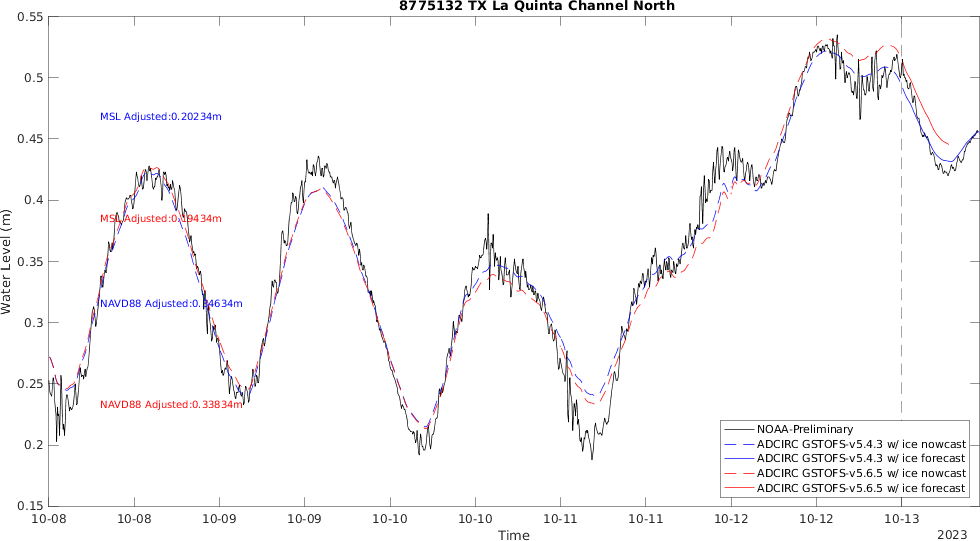 8775132 TX La Quinta Channel North
0.55
0.5
0.45
0.4
0.35
0.3
0.25
0.2
0.15
Water Level (m)
MSL Adjusted:0.20234m
MSL Adjusted:0.19434m
NAVD88 Adjusted:0.34634m
NAVD88 Adjusted:0.33834m
NOAA-Preliminary
ADCIRC GSTOFS-v5.4.3 w/ ice nowcast
ADCIRC GSTOFS-v5.4.3 w/ ice forecast
ADCIRC GSTOFS-v5.6.5 w/ ice nowcast
ADCIRC GSTOFS-v5.6.5 w/ ice forecast
10-08 10-08 10-09 10-09 10-10 10-10 10-11 10-11 10-12 10-12 10-13
Time
2023